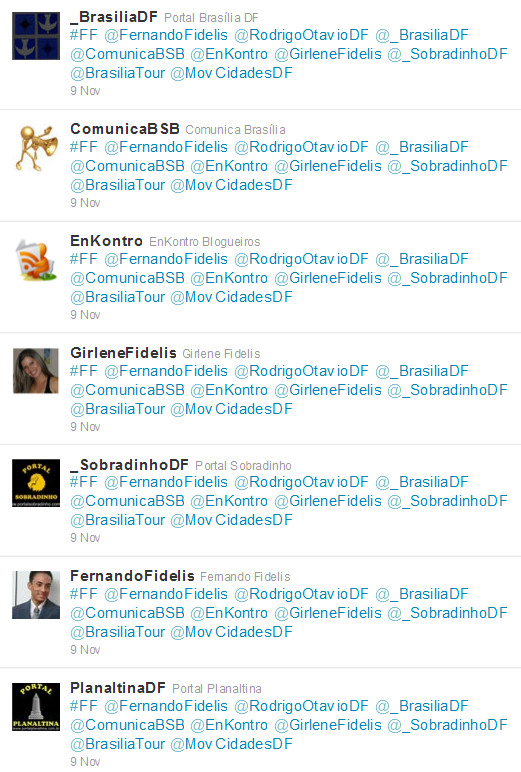 _BrasiliaDF Portal Brasília DF
#FF @FernandoFidelis @RodrigoOtavioDF @_BrasiliaDF
@ComunicaBSB @EnKontro @GirleneFidelis @_SobradinhoDF
@BrasiliaTour @MovCidadesDF
9 Nov
ComunicaBSB Comunica Brasília
#FF @FernandoFidelis @RodrigoOtavioDF @_BrasiliaDF
@ComunicaBSB @EnKontro @GirleneFidelis @_SobradinhoDF
@BrasiliaTour @MovCidadesDF
9 Nov
EnKontro EnKontro Blogueiros
#FF @FernandoFidelis @RodrigoOtavioDF @_BrasiliaDF
@ComunicaBSB @EnKontro @GirleneFidelis @_SobradinhoDF
@BrasiliaTour @MovCidadesDF
9 Nov
GirleneFidelis Girlene Fidelis
#FF @FernandoFidelis @RodrigoOtavioDF @_BrasiliaDF
@ComunicaBSB @EnKontro @GirleneFidelis @_SobradinhoDF
@BrasiliaTour @MovCidadesDF
9 Nov
PORTAL
SOBRADINHO
_SobradinhoDF Portal Sobradinho
#FF @FernandoFidelis @RodrigoOtavioDF @_BrasiliaDF
@ComunicaBSB @EnKontro @GirleneFidelis @_SobradinhoDF
@BrasiliaTour @MovCidadesDF
9 Nov
FernandoFidelis Fernando Fidelis
#FF @FernandoFidelis @RodrigoOtavioDF @_BrasiliaDF
@ComunicaBSB @EnKontro @GirleneFidelis @_SobradinhoDF
@BrasiliaTour @MovCidadesDF
9 Nov
PORTAL
PLANALTINA
PlanaltinaDF Portal Planaltina
#FF @FernandoFidelis @RodrigoOtavioDF @_BrasiliaDF
@ComunicaBSB @EnKontro @GirleneFidelis @_SobradinhoDF
@BrasiliaTour @MovCidadesDF
9 Nov